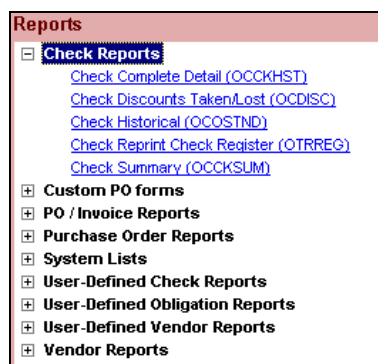 Reports
Check Reports
Check Complete Detail (OCCKHST)
Check Discounts Taken/Lost (OCDISC)
Check Historical (OCOSTND)
Check Reprint Check Register (OTRREG)
Check Summary (OCCKSUM)
Custom PO forms
PO / Invoice Reports
Purchase Order Reports
System Lists
User-Defined Check Reports
User-Defined Obligation Reports
User-Defined Vendor Reports
Vendor Reports